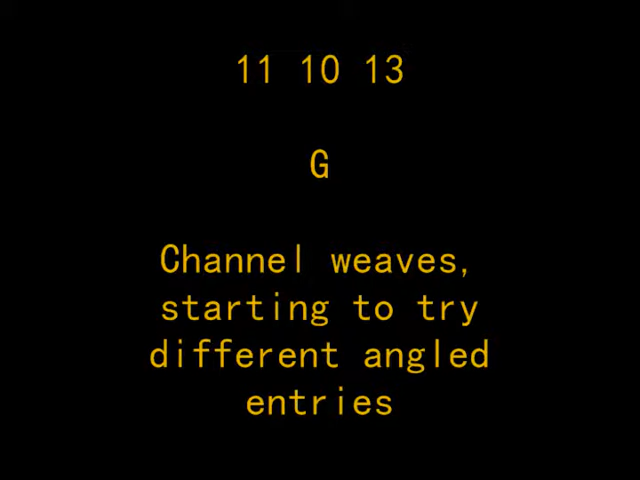 11 10 13
G
Channel weaves,
starting to try
different angled
entries